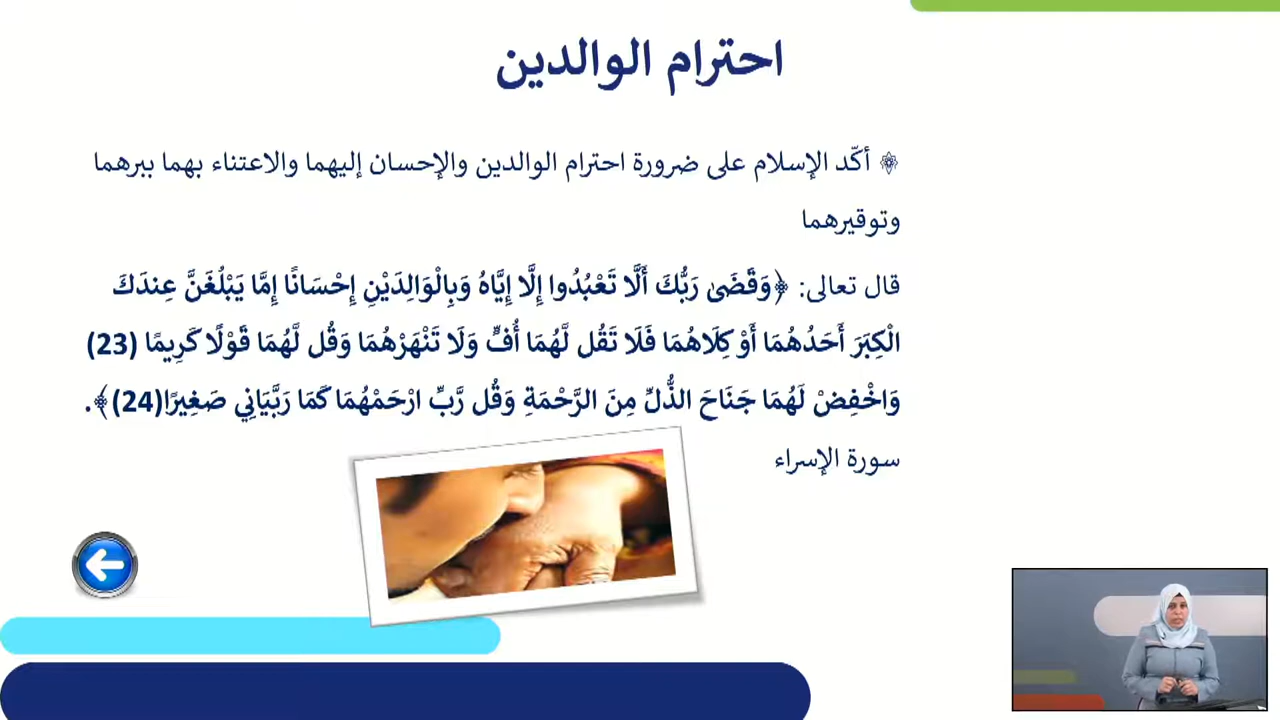 احترام الوالدين
أكّد الإسلام على ضرورة احترام الوالدين والإحسان إليهما والاعتناء بهما ببرهما
وتوقيرهما
قال تعالى: ﴿وَقَضَىٰ رَبُّكَ أَلَّا تَعْبُدُوا إِلَّا إِيَّاهُ وَبِالْوَالِدَيْنِ إِحْسَانًا إِمَّا يَبْلُغَنَّ عِندَكَ
الْكِبَرَ أَحَدُهُمَا أَوْ كِلَاهُمَا فَلَا تَقُل لَّهُمَا أُفٍّ وَلَا تَنْهَرْهُمَا وَقُل لَّهُمَا قَوْلًا كَرِيمًا (23)
وَاخْفِضْ لَهُمَا جَنَاحَ الذُّلِّ مِنَ الرَّحْمَةِ وَقُل رَّبِّ ارْحَمْهُمَا كَمَا رَبَّيَانِي صَغِيرًا(24)﴾.
سورة الإسراء